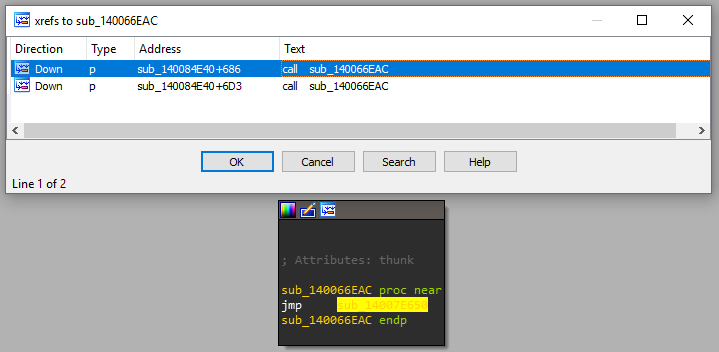 xrefs to sub_140066EAC
Direction Type Address Text
Down p sub_140084E40+686 call sub_140066EAC
Down p sub_140084E40+6D3 call sub_140066EAC
OK Cancel Search Help
Line 1 of 2
; Attributes: thunk
sub_140066EAC proc near
jmp sub_14007E650
sub_140066EAC endp